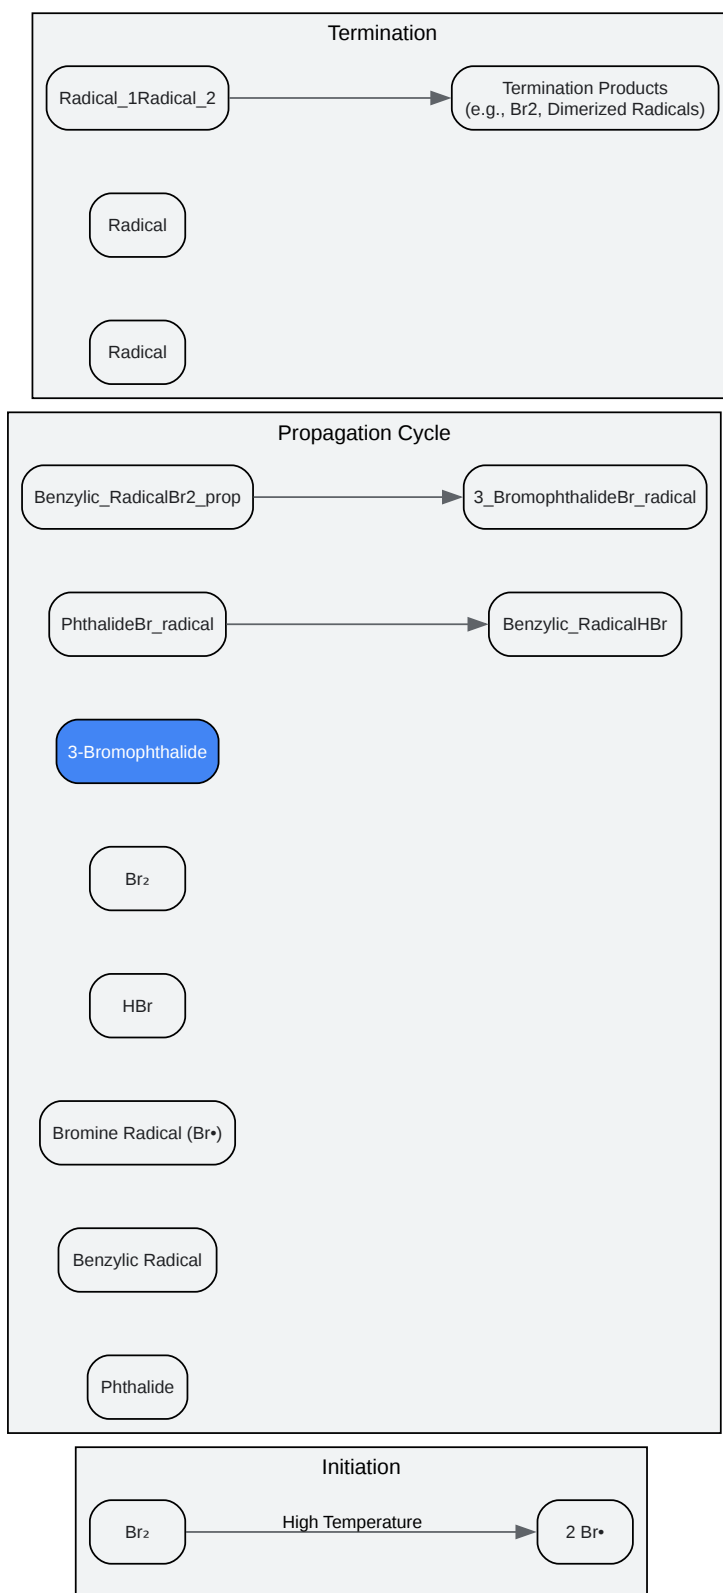 Termination
Radical_1Radical_2
Termination Products
(e.g., Br2, Dimerized Radicals)
Radical
Radical
Propagation Cycle
Benzylic_RadicalBr2_prop
3_BromophthalideBr_radical
PhthalideBr_radical
Benzylic_RadicalHBr
3-Bromophthalide
Br₂
HBr
Bromine Radical (Br•)
Benzylic Radical
Phthalide
Initiation
Br₂
High Temperature
2 Br•